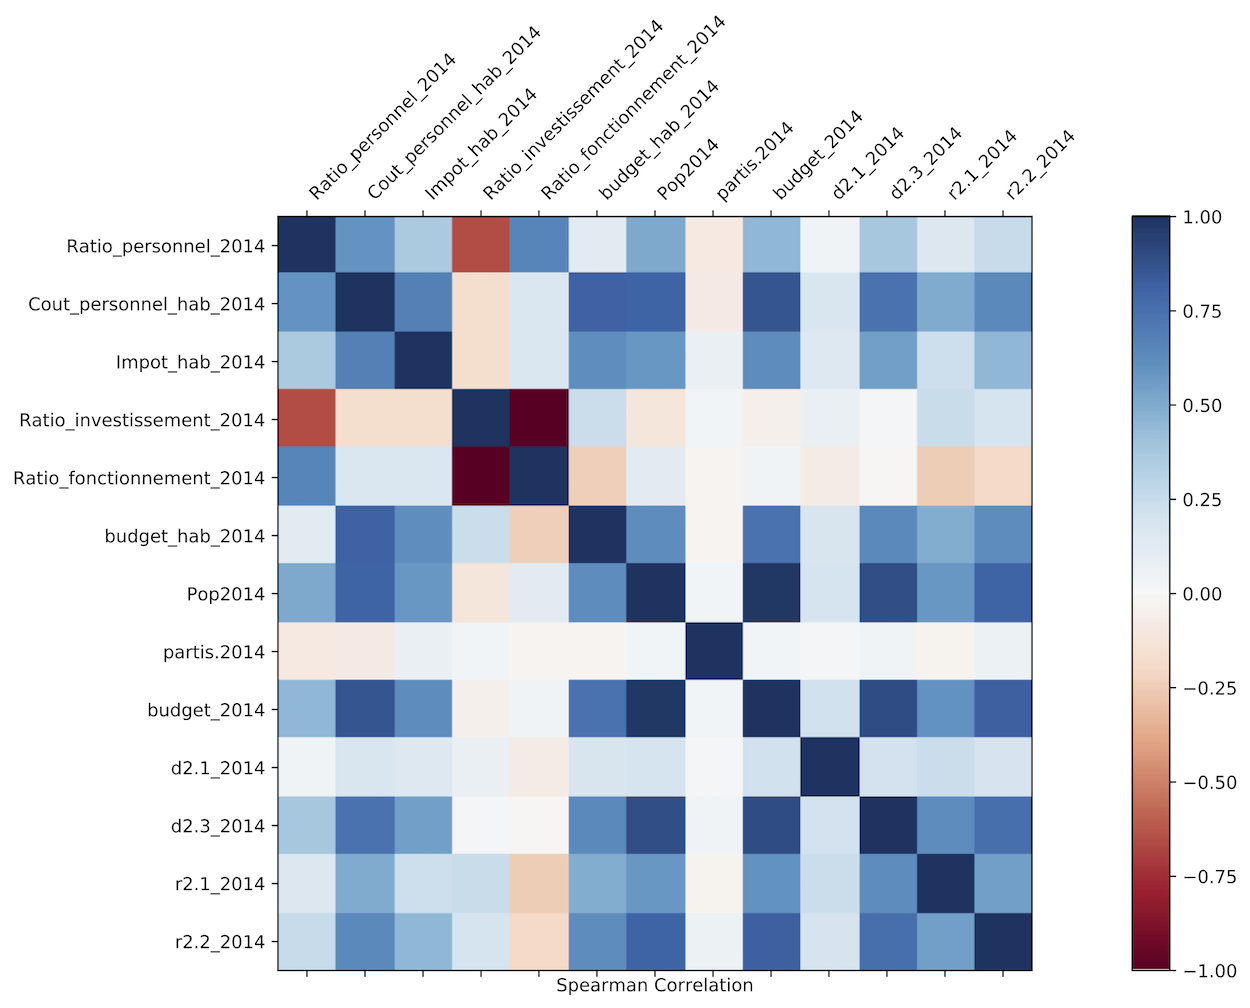 Ratio_personnel_2014
Cout_personnel_hab_2014
Impot_hab_2014
Ratio_investissement_2014
Ratio_fonctionnement_2014
budget_hab_2014
Pop2014
partis.2014
budget_2014
d2.1_2014
d2.3_2014
r2.1_2014
r2.2_2014
Ratio_personnel_2014
Cout_personnel_hab_2014
Impot_hab_2014
Ratio_investissement_2014
Ratio_fonctionnement_2014
budget_hab_2014
Pop2014
partis.2014
budget_2014
d2.1_2014
d2.3_2014
r2.1_2014
r2.2_2014
Spearman Correlation
1.00
0.75
0.50
0.25
0.00
−0.25
−0.50
−0.75
−1.00